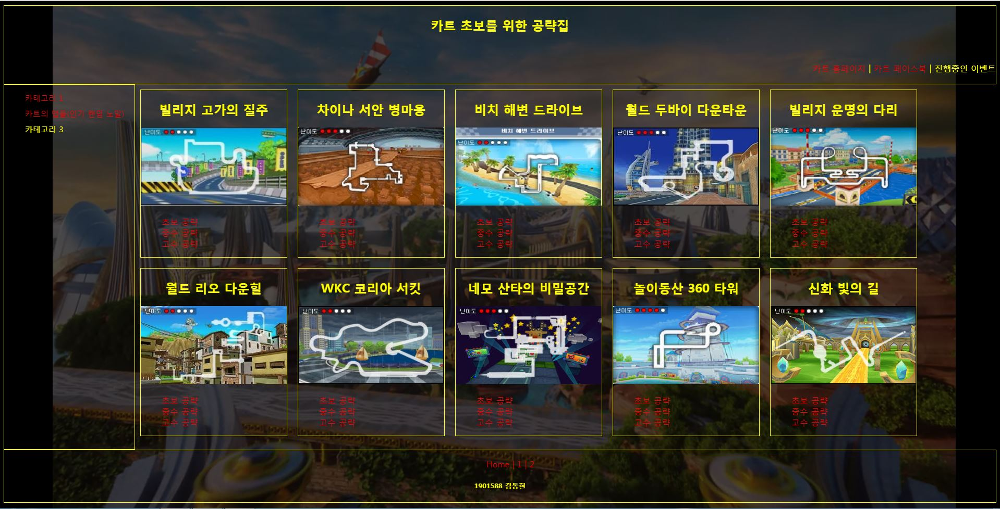 카트 초보를 위한 공략집
카트 홈페이지 | 카트 페이스북 | 진행중인 이벤트
카테고리 1
카트의 맵들(인기 랜덤 노말)
카테고리 3
빌리지 고가의 질주
난이도
초보 공략
중수 공략
고수 공략
차이나 서안 병마용
난이도
초보 공략
중수 공략
고수 공략
비치 해변 드라이브
비치 해변 드라이브
난이도
초보 공략
중수 공략
고수 공략
월드 두바이 다운타운
난이도
초보 공략
중수 공략
고수 공략
빌리지 운명의 다리
난이도
초보 공략
중수 공략
고수 공략
월드 리오 다운힐
난이도
초보 공략
중수 공략
고수 공략
WKC 코리아 서킷
난이도
초보 공략
중수 공략
고수 공략
네모 산타의 비밀공간
난이도
초보 공략
중수 공략
고수 공략
놀이동산 360 타워
난이도
초보 공략
중수 공략
고수 공략
신화 빛의 길
난이도
초보 공략
중수 공략
고수 공략
Home | 1 | 2
1901588 김동현